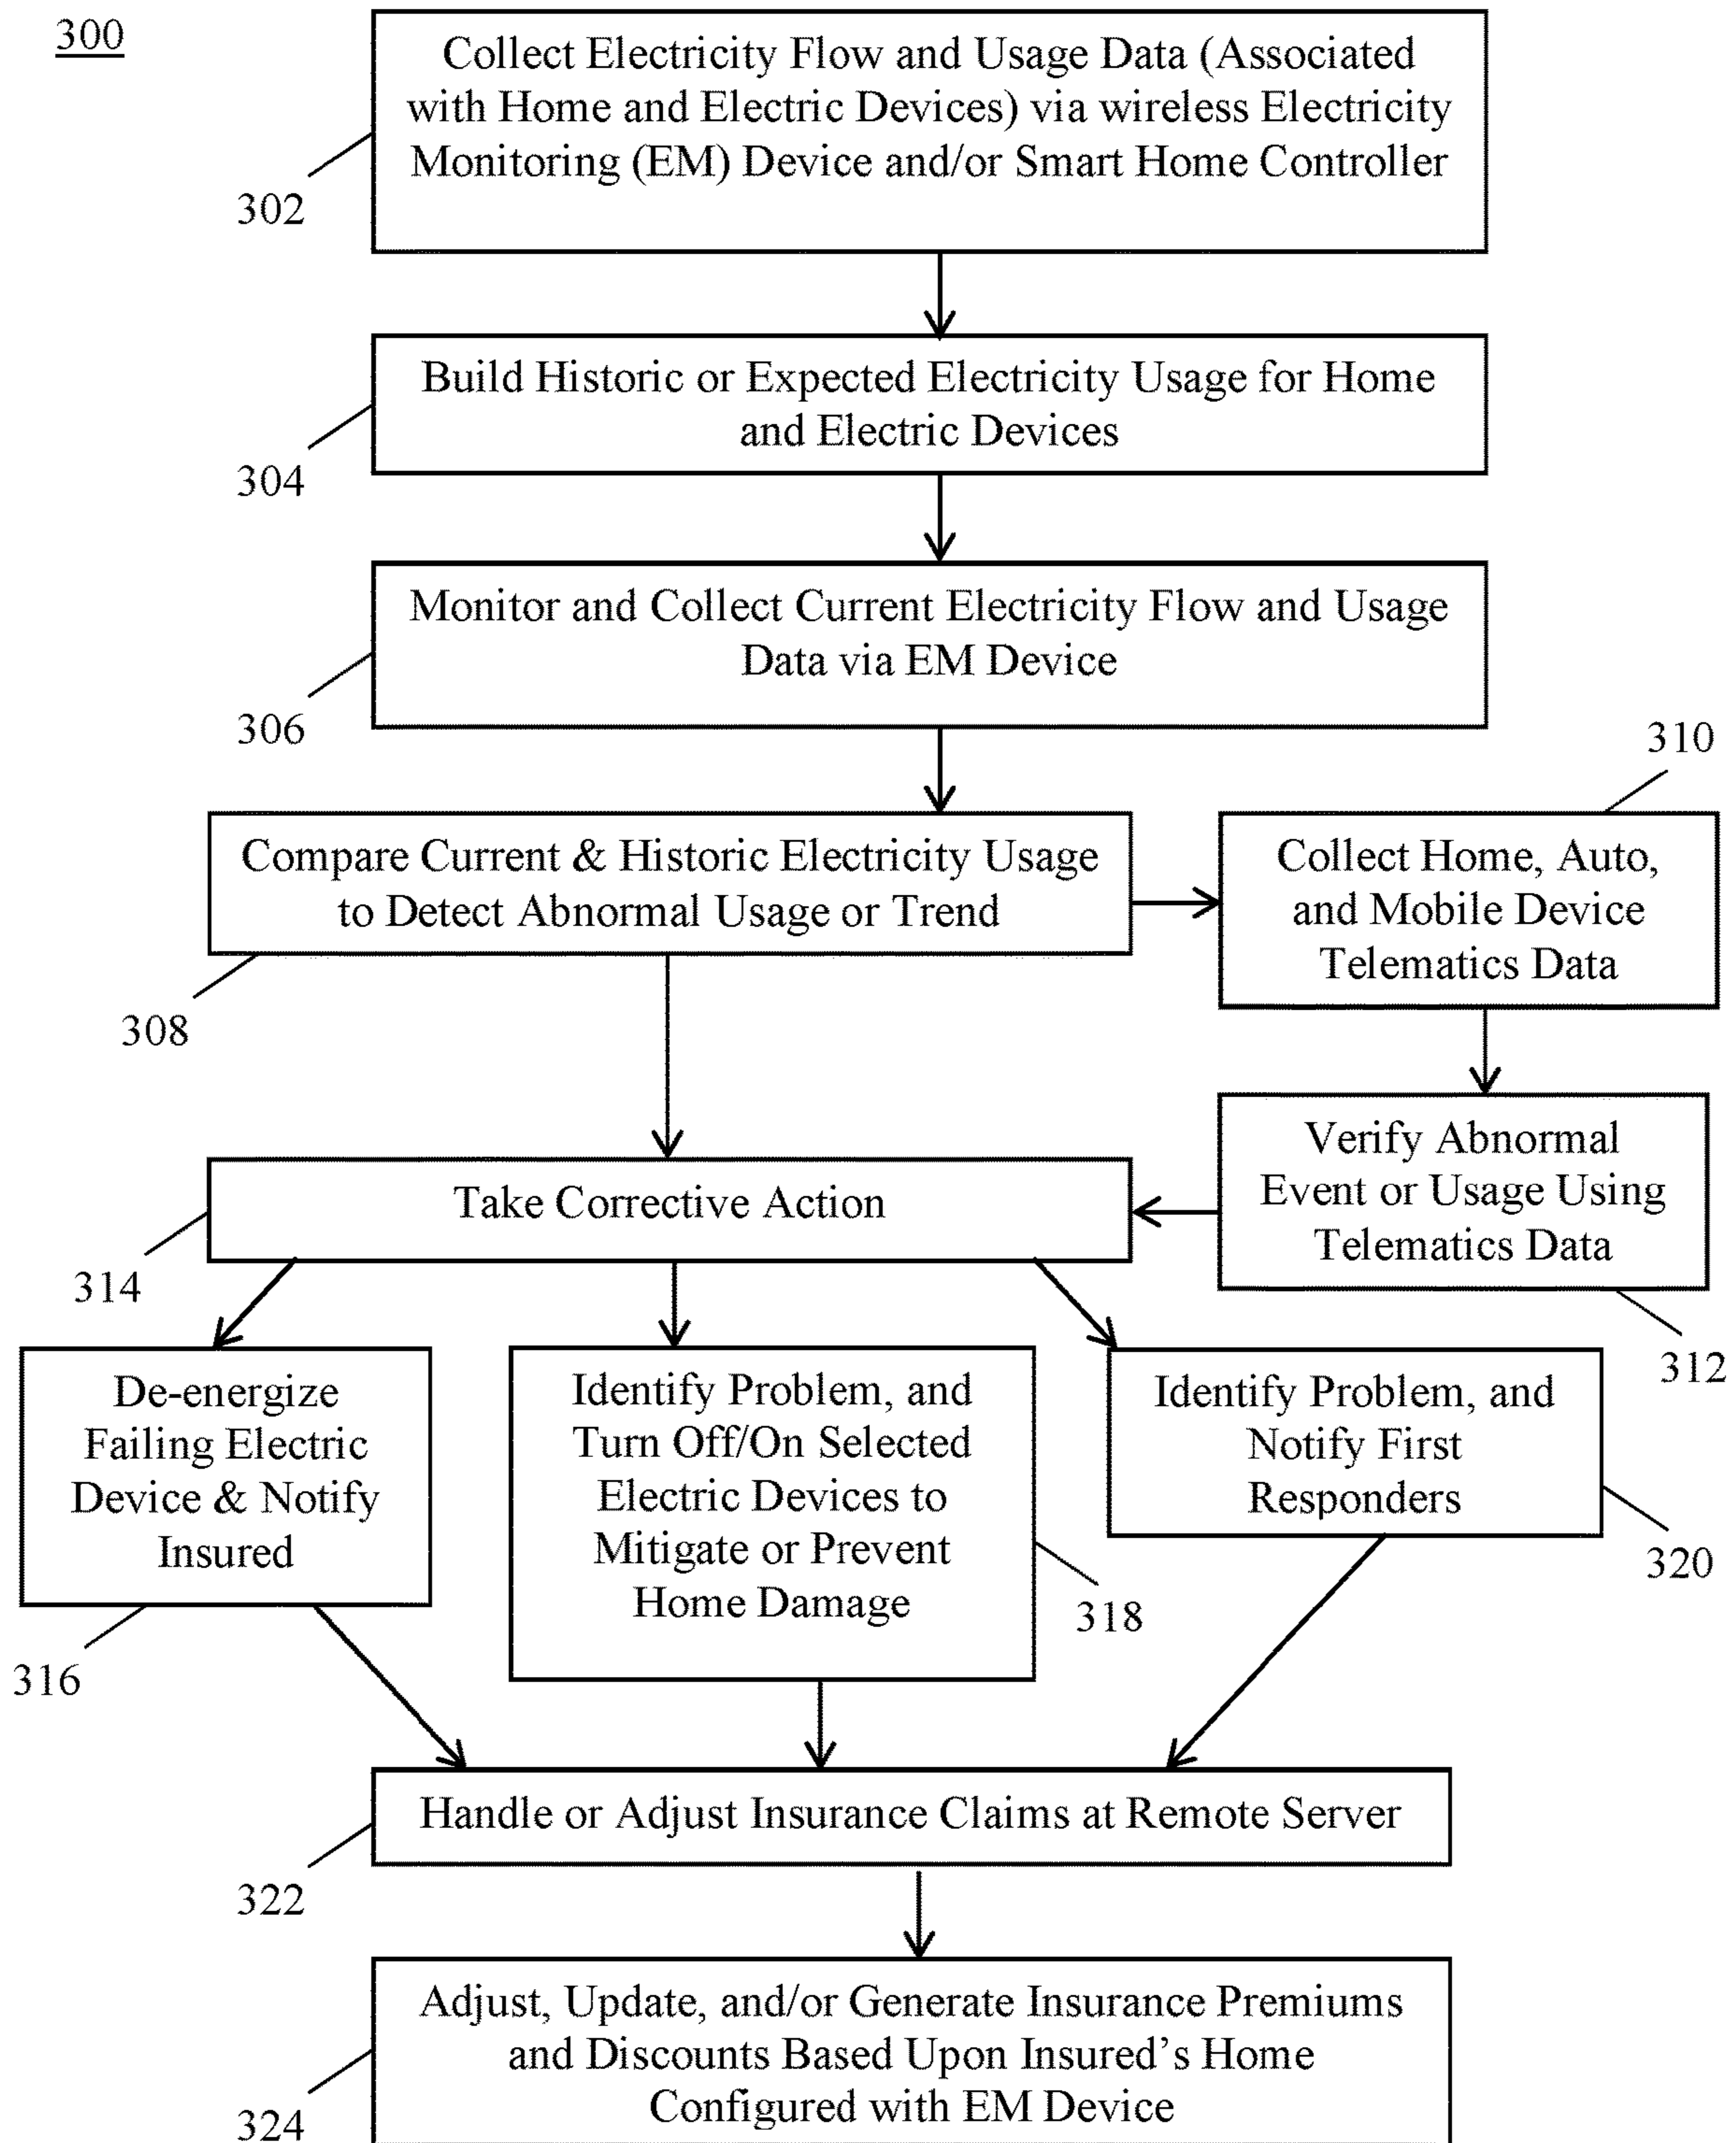 300
Collect Electricity Flow and Usage Data (Associated
with Home and Electric Devices) via wireless Electricity
Monitoring (EM) Device and/or Smart Home Controller
302
Build Historic or Expected Electricity Usage for Home
and Electric Devices
304
Monitor and Collect Current Electricity Flow and Usage
Data via EM Device
306
310
Compare Current & Historic Electricity Usage
to Detect Abnormal Usage or Trend
308
Collect Home, Auto,
and Mobile Device
Telematics Data
Verify Abnormal
Event or Usage Using
Telematics Data
312
Take Corrective Action
314
De-energize
Failing Electric
Device & Notify
Insured
316
Identify Problem, and
Turn Off/On Selected
Electric Devices to
Mitigate or Prevent
Home Damage
318
Identify Problem, and
Notify First
Responders
320
Handle or Adjust Insurance Claims at Remote Server
322
Adjust, Update, and/or Generate Insurance Premiums
and Discounts Based Upon Insured’s Home
Configured with EM Device
324